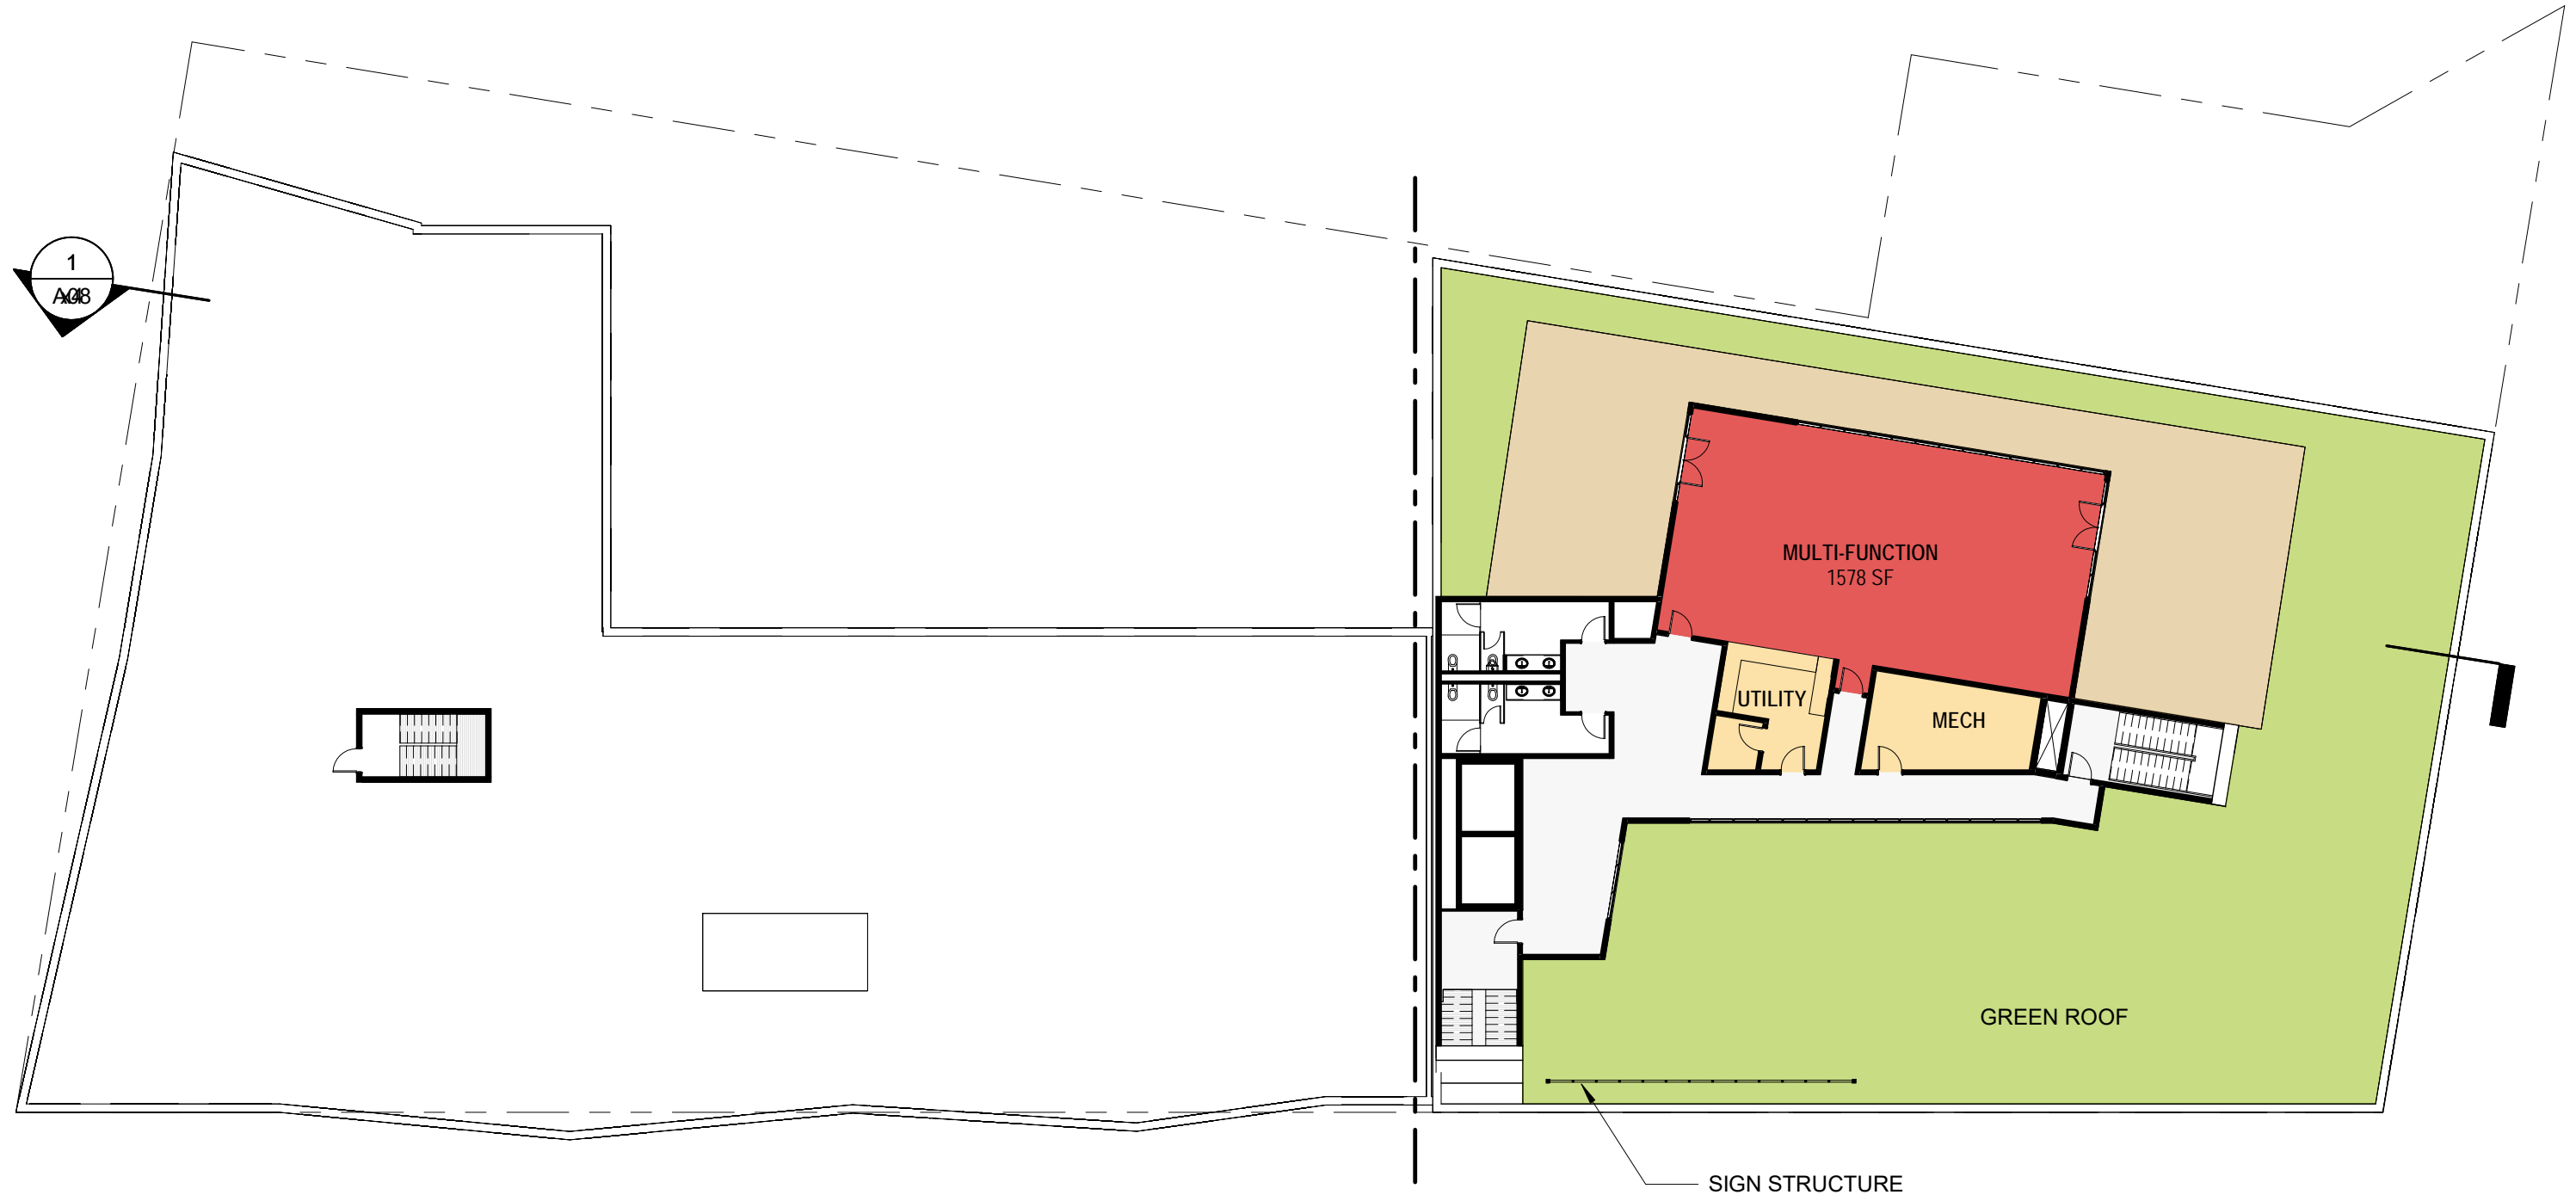 1
MULTI-FUNCTION
1578 SF
UTILITY
MECH
GREEN ROOF
SIGN STRUCTURE